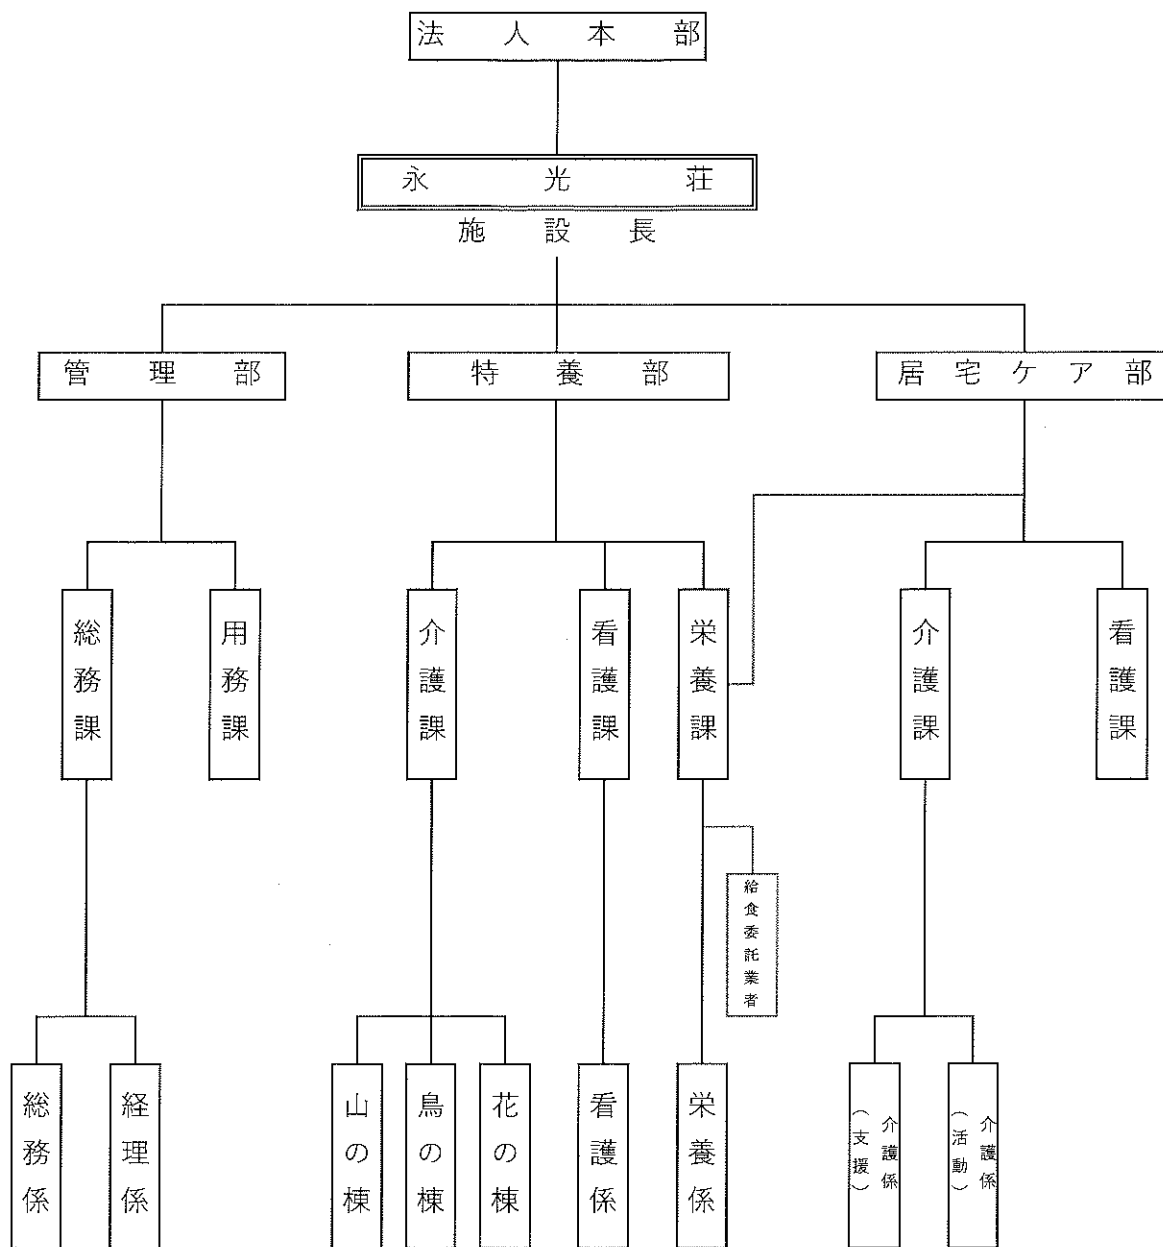 法人本部
永光荘
施設長
管理部
特養部
居宅ケア部
総務課
用務課
介護課
看護課
栄養課
介護課
看護課
給食委託業者
総務係
経理係
山の棟
鳥の棟
花の棟
看護係
栄養係
介護係
（支援）
介護係
（活動）